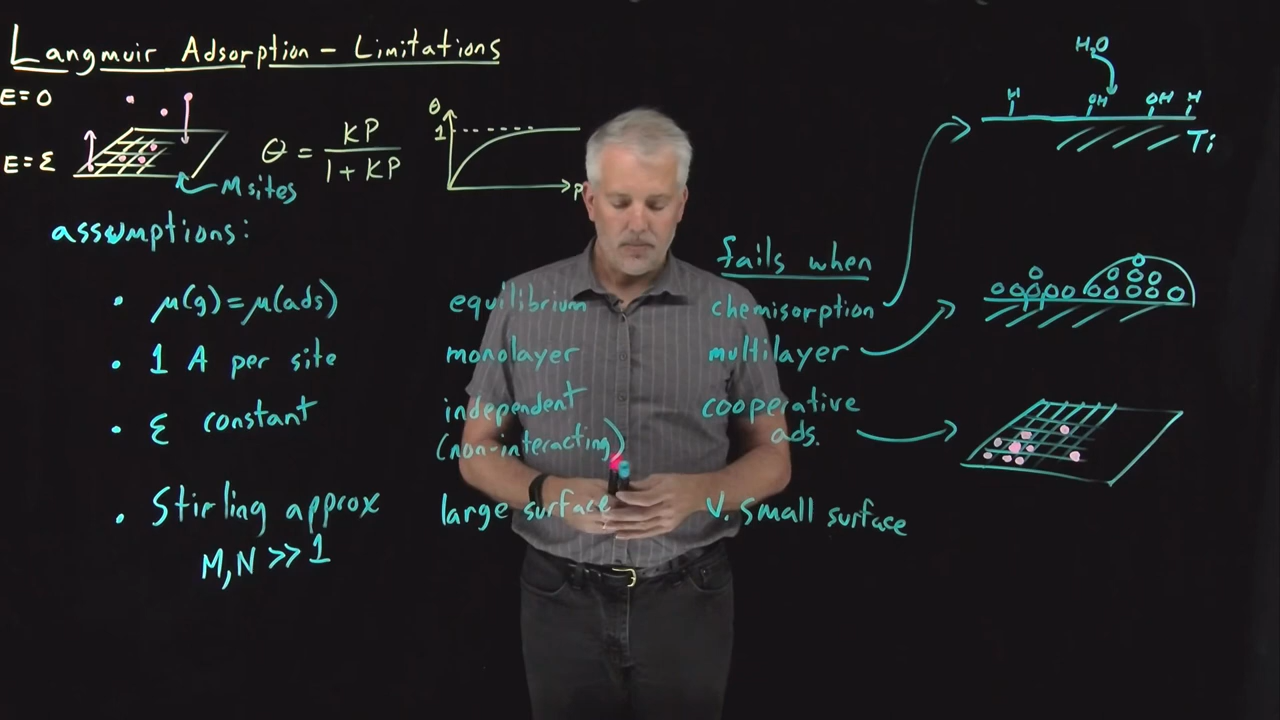 Langmuir Adsorption - Limitations
E=0
E=ε
M sites
θ = KP / 1 + KP
θ
1
P
H₂O
H OH OH H
Ti
assumptions:
fails when
• μ(g)=μ(ads) equilibrium chemisorption
• 1 A per site monolayer multilayer
• ε constant independent cooperative
(non-interacting) ads.
• Stirling approx large surface v. small surface
M,N >> 1